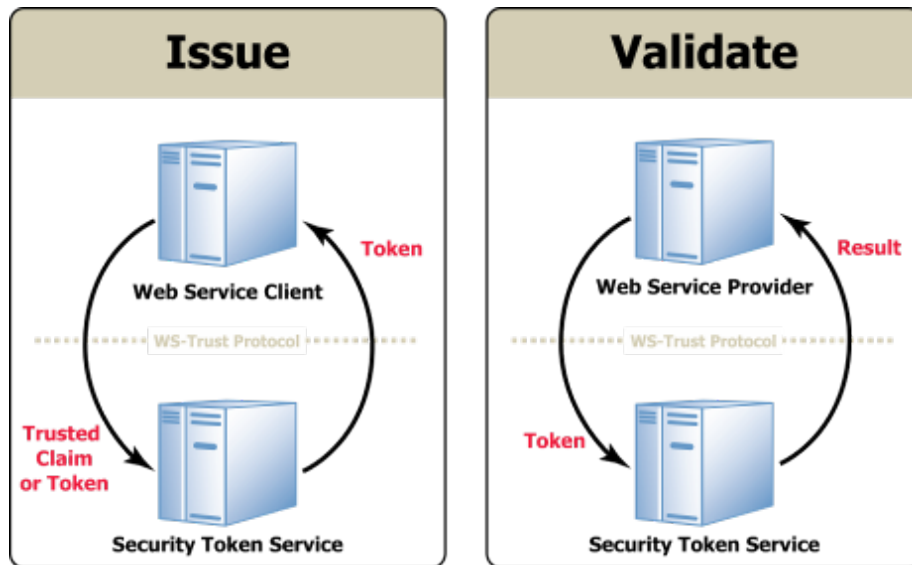 Issue
Token
Web Service Client
WS-Trust Protocol
Trusted
Claim
or Token
Security Token Service
Validate
Result
Web Service Provider
WS-Trust Protocol
Token
Security Token Service